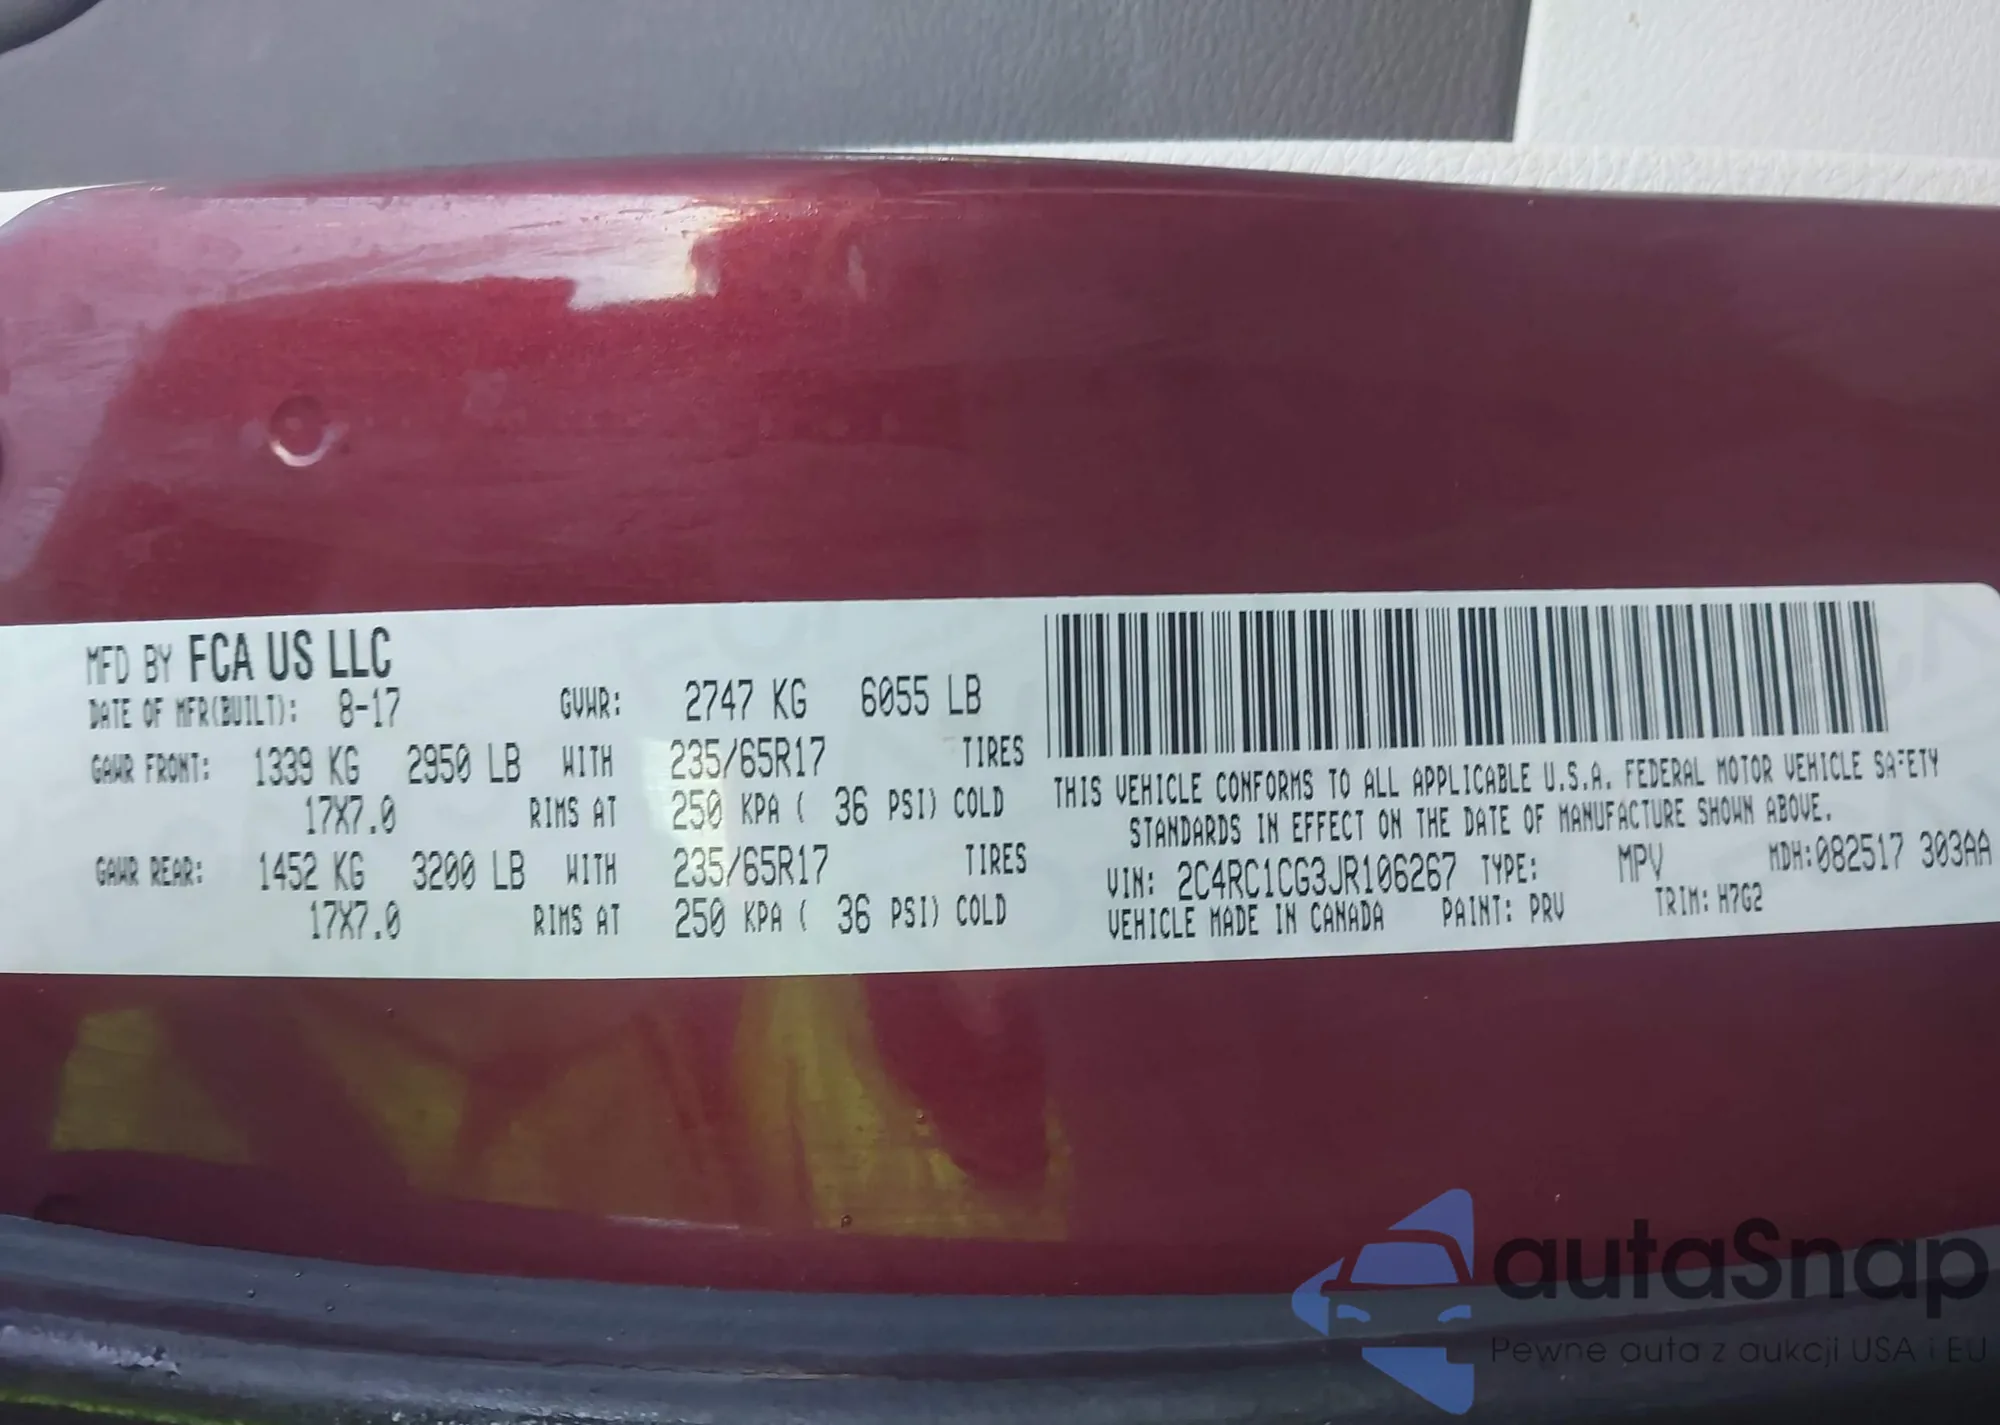 MFD BY FCA US LLC
DATE OF MFR(BUILT): 8-17 GVWR: 2747 KG 6055 LB
GAWR FRONT: 1339 KG 2950 LB WITH 235/65R17 TIRES
17X7.0 RIMS AT 250 KPA ( 36 PSI) COLD
GAWR REAR: 1452 KG 3200 LB WITH 235/65R17 TIRES
17X7.0 RIMS AT 250 KPA ( 36 PSI) COLD
THIS VEHICLE CONFORMS TO ALL APPLICABLE U.S.A. FEDERAL MOTOR VEHICLE SAFETY
STANDARDS IN EFFECT ON THE DATE OF MANUFACTURE SHOWN ABOVE.
VIN: 2C4RC1CG3JR106267 TYPE: MPV MDH:082517 303AA
VEHICLE MADE IN CANADA PAINT: PRV TRIM: H7G2
autaSnap
Pewne auta z aukcji USA i EU